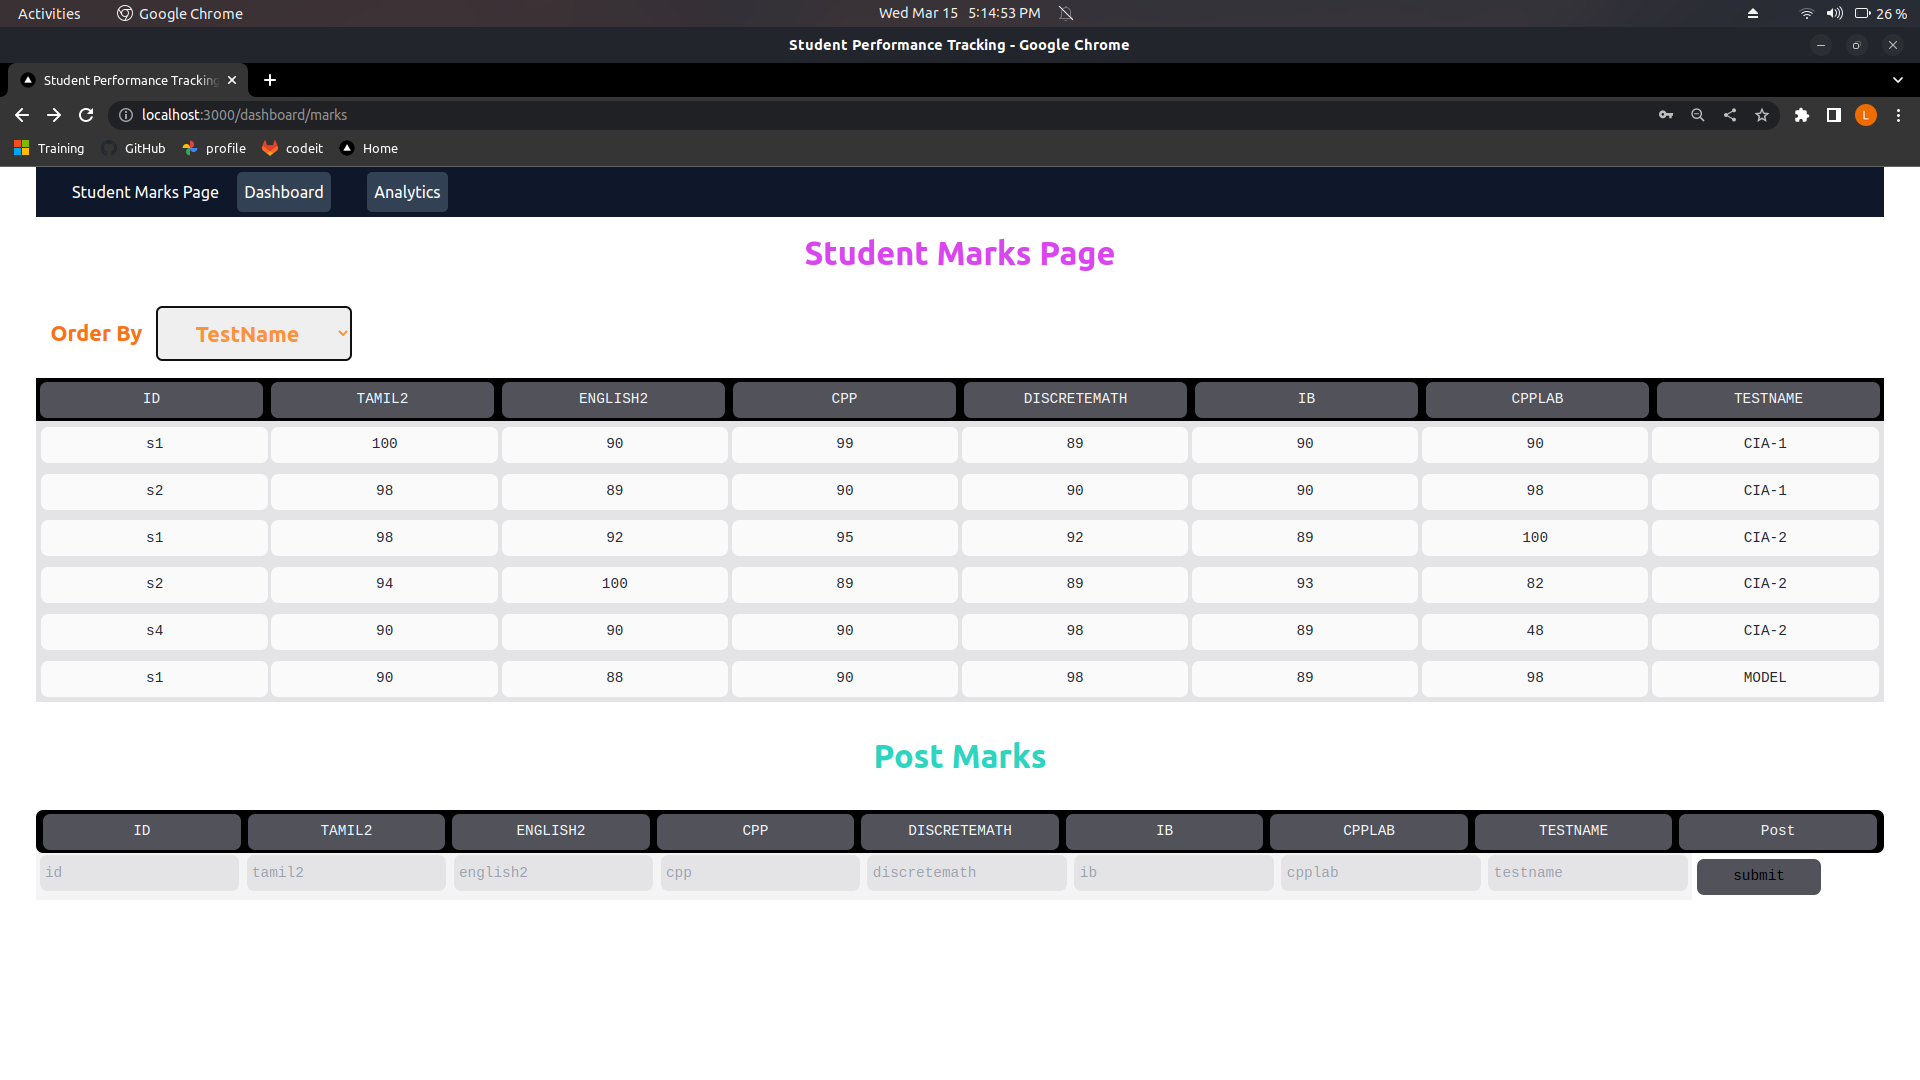 Activities Google Chrome Wed Mar 15 5:14:53 PM 26 %
Student Performance Tracking - Google Chrome
Student Performance Tracking
localhost:3000/dashboard/marks L
Training GitHub profile codeit Home
Student Marks Page Dashboard Analytics
Student Marks Page
Order By TestName
ID TAMIL2 ENGLISH2 CPP DISCRETEMATH IB CPPLAB TESTNAME
s1 100 90 99 89 90 90 CIA-1
s2 98 89 90 90 90 98 CIA-1
s1 98 92 95 92 89 100 CIA-2
s2 94 100 89 89 93 82 CIA-2
s4 90 90 90 98 89 48 CIA-2
s1 90 88 90 98 89 98 MODEL
Post Marks
ID TAMIL2 ENGLISH2 CPP DISCRETEMATH IB CPPLAB TESTNAME Post
id tamil2 english2 cpp discretemath ib cpplab testname submit